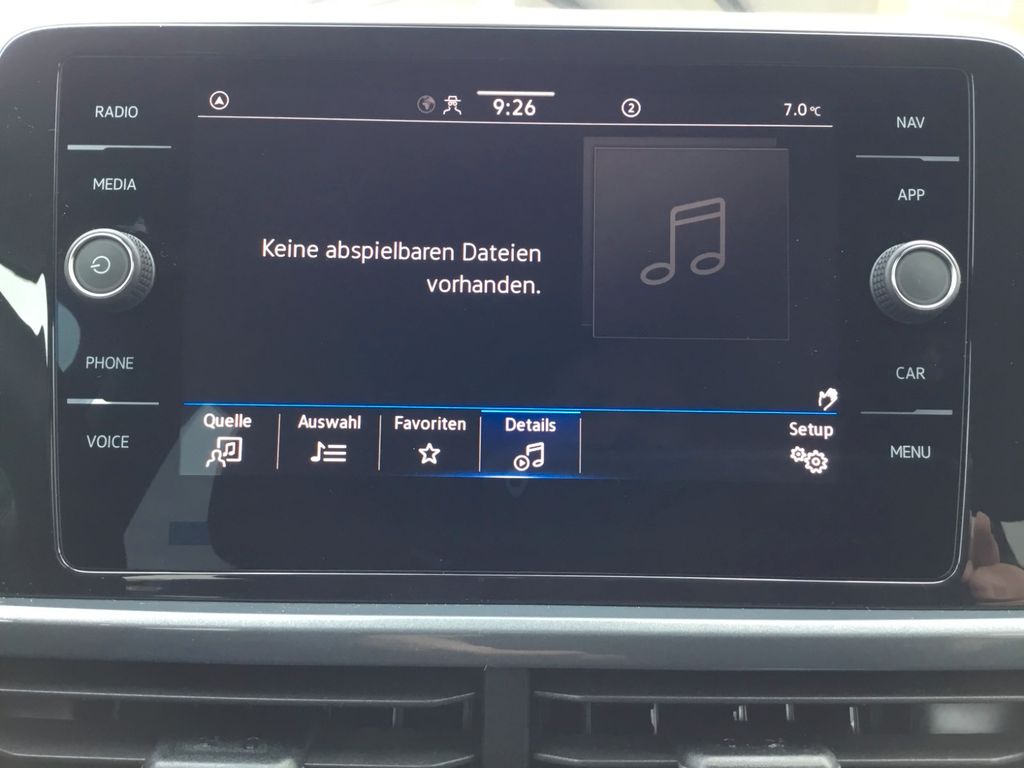 RADIO
MEDIA
PHONE
VOICE
9:26
2
7.0 °C
Keine abspielbaren Dateien
vorhanden.
Quelle
Auswahl
Favoriten
Details
Setup
NAV
APP
CAR
MENU